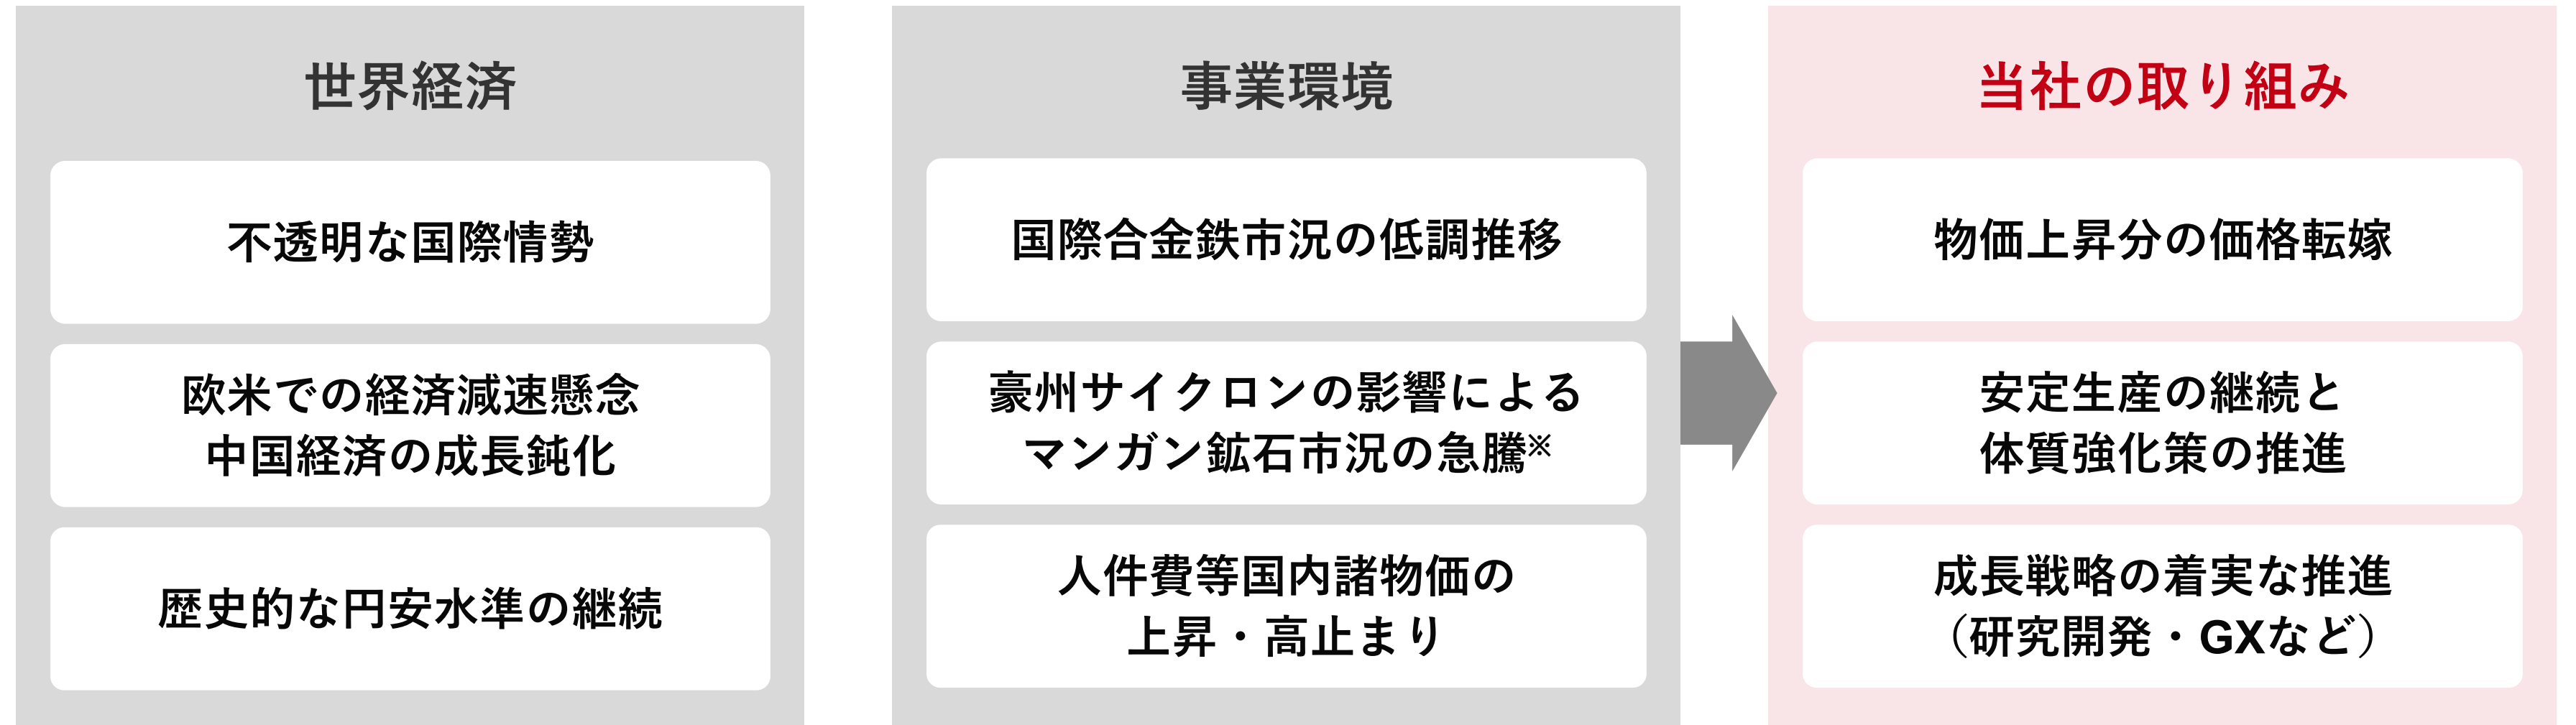 世界経済
不透明な国際情勢
欧米での経済減速懸念
中国経済の成長鈍化
歴史的な円安水準の継続
事業環境
国際合金鉄市況の低調推移
豪州サイクロンの影響による
マンガン鉱石市況の急騰※
人件費等国内諸物価の
上昇・高止まり
当社の取り組み
物価上昇分の価格転嫁
安定生産の継続と
体質強化策の推進
成長戦略の着実な推進
（研究開発・GXなど）